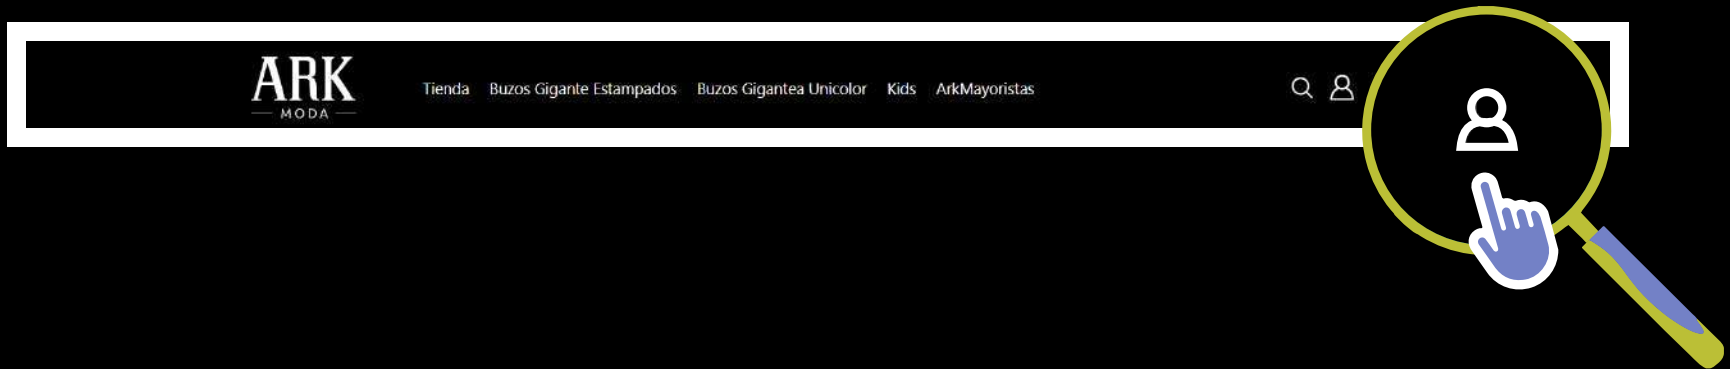 ARK
MODA
Tienda Buzos Gigante Estampados Buzos Gigantea Unicolor Kids ArkMayoristas